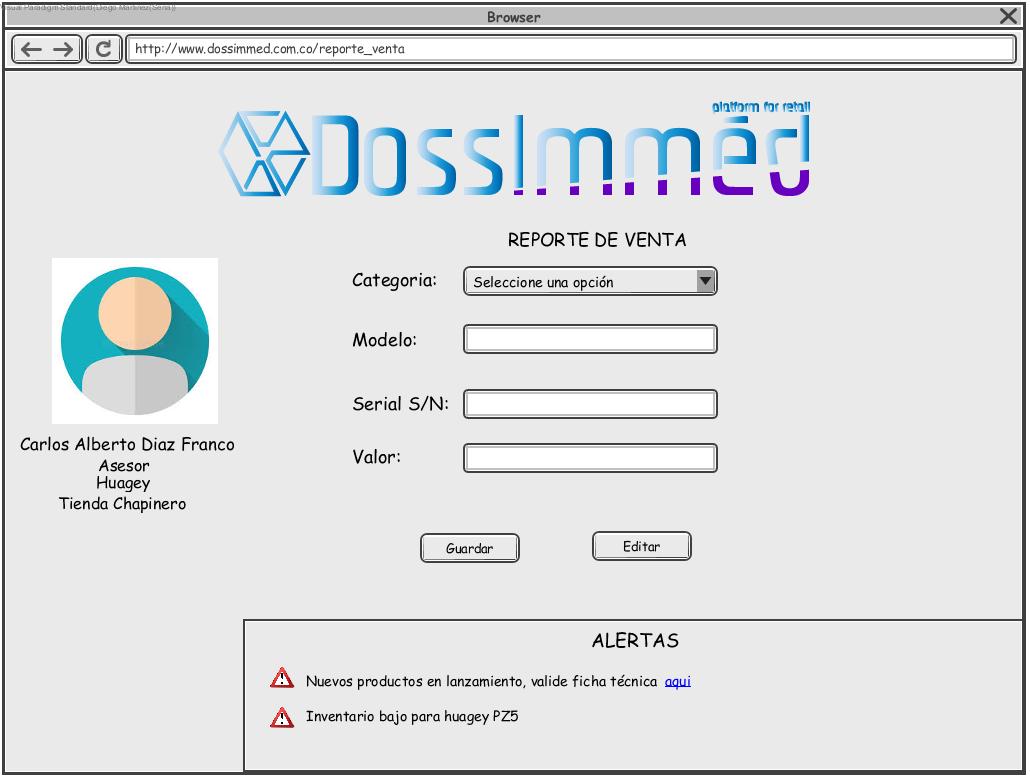 Visual Paradigm Standard(Diego Martinez(Sena))
Browser
http://www.dossimmed.com.co/reporte_venta
platform for retail
DossImmēd
REPORTE DE VENTA
Categoria: Seleccione una opción
Modelo:
Serial S/N:
Valor:
Carlos Alberto Diaz Franco
Asesor
Huagey
Tienda Chapinero
Guardar Editar
ALERTAS
Nuevos productos en lanzamiento, valide ficha técnica aqui
Inventario bajo para huagey PZ5